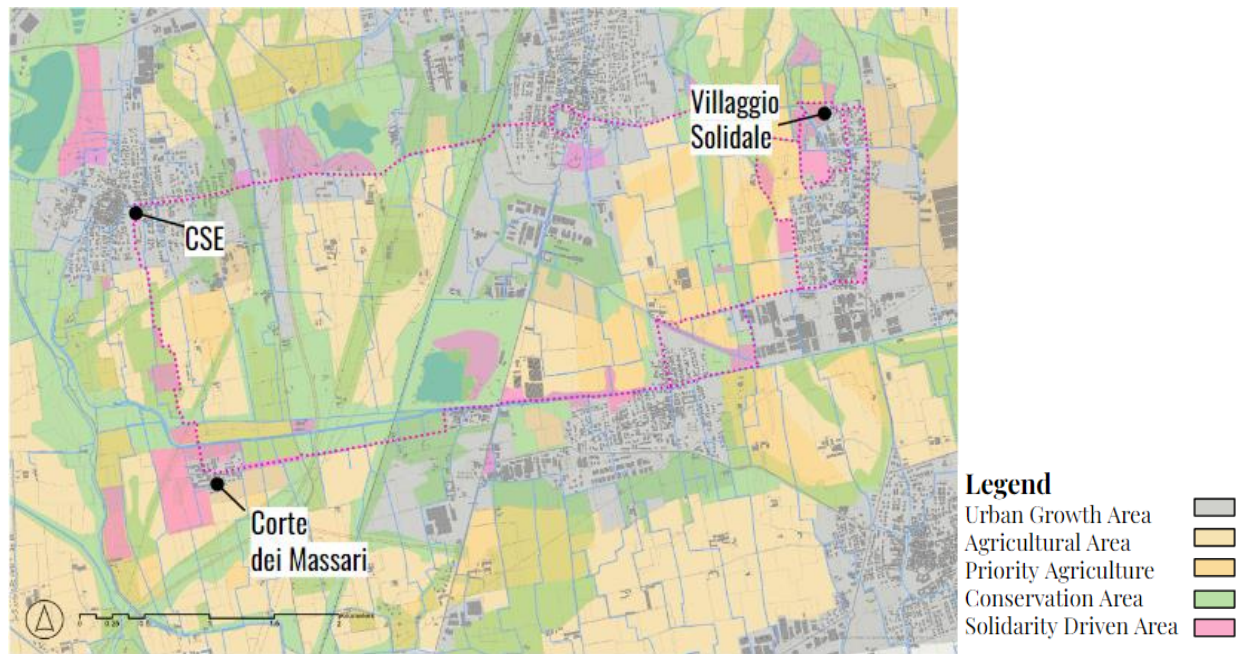 Villaggio
Solidale
CSE
Corte
dei Massari
Legend
Urban Growth Area
Agricultural Area
Priority Agriculture
Conservation Area
Solidarity Driven Area